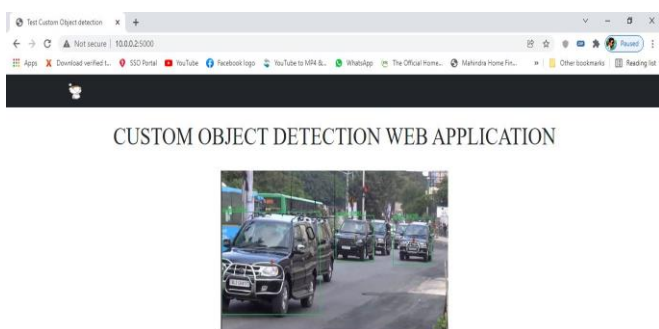 Test Custom Object detection
Not secure | 10.0.0.2:5000
Paused
Apps Download verified t... SSO Portal YouTube Facebook logo YouTube to MP4 &... WhatsApp The Official Home... Mahindra Home Fin... » Other bookmarks Reading list
CUSTOM OBJECT DETECTION WEB APPLICATION